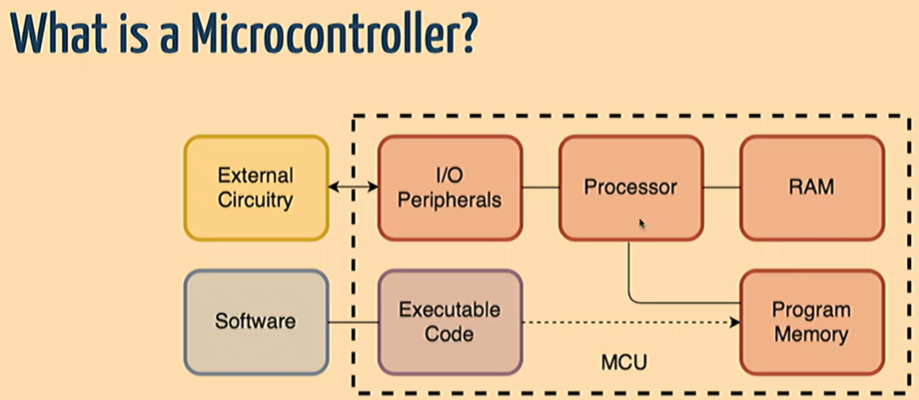 What is a Microcontroller?
External
Circuitry
I/O
Peripherals
Processor
RAM
Software
Executable
Code
Program
Memory
MCU